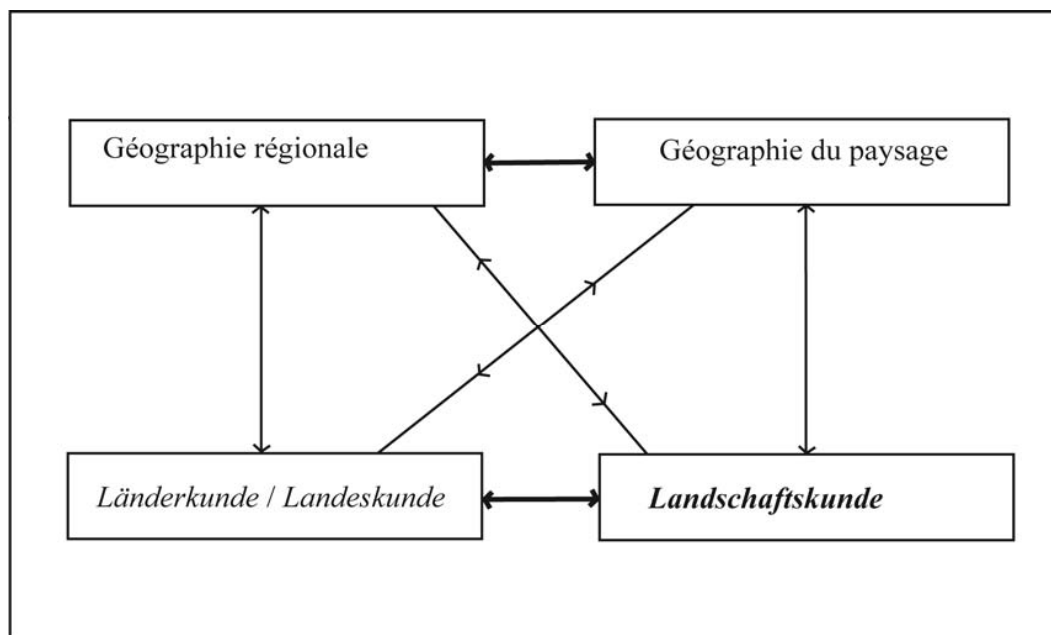 Géographie régionale
Géographie du paysage
Länderkunde / Landeskunde
Landschaftskunde